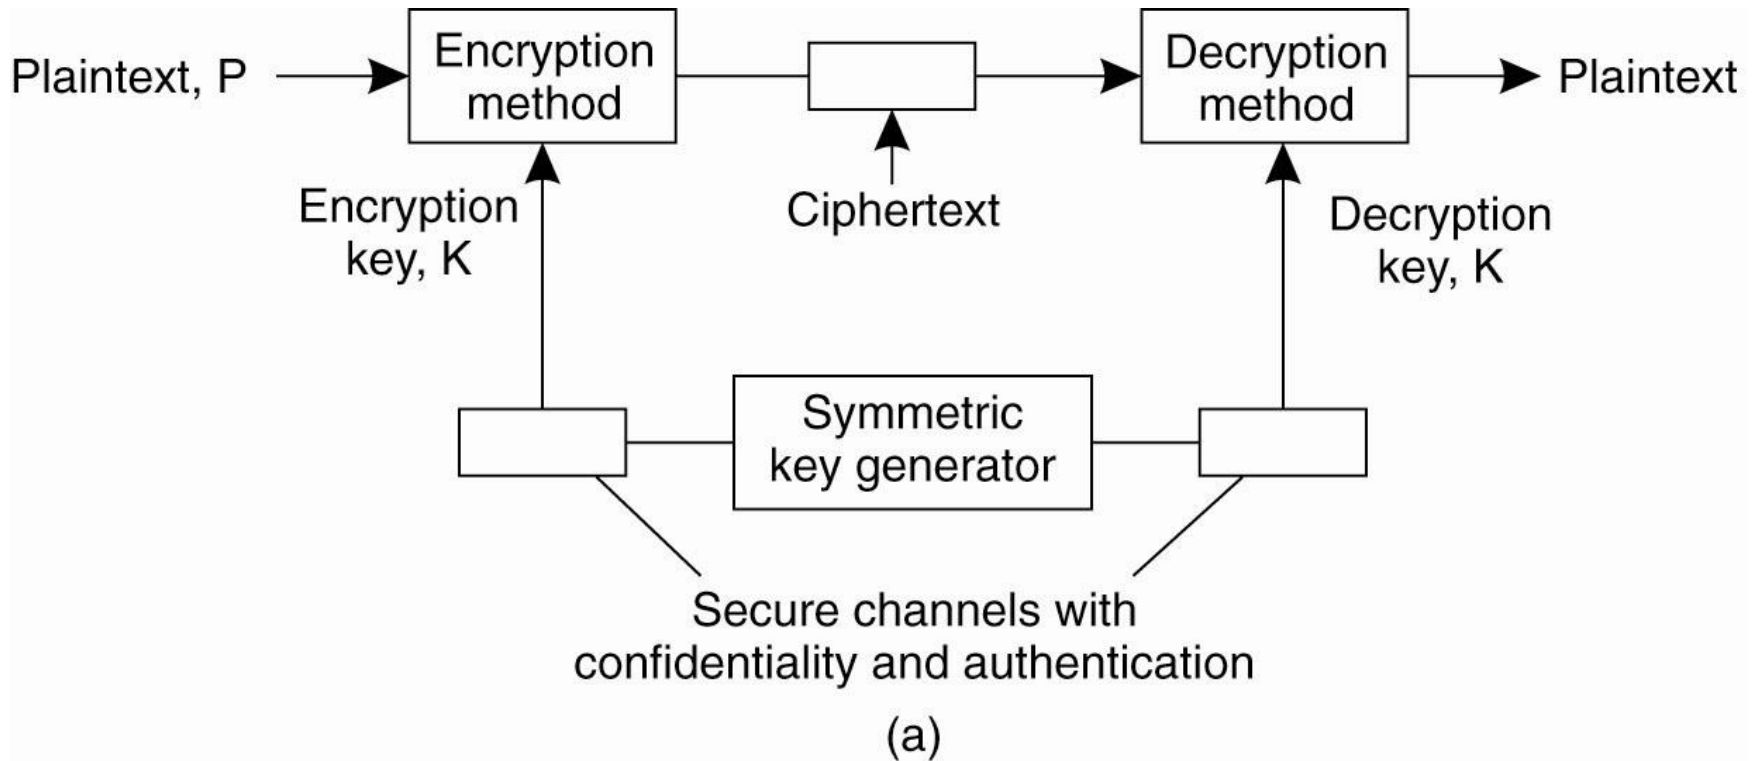 Plaintext, P
Encryption
method
Decryption
method
Plaintext
Encryption
key, K
Ciphertext
Decryption
key, K
Symmetric
key generator
Secure channels with
confidentiality and authentication
(a)